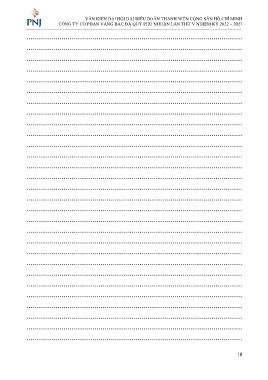 PNJ
VĂN KIỆN ĐẠI HỘI ĐẠI BIỂU ĐOÀN THANH NIÊN CỘNG SẢN HỒ CHÍ MINH
CÔNG TY CỔ PHẦN VÀNG BẠC ĐÁ QUÝ PHÚ NHUẬN LẦN THỨ V NHIỆM KỲ 2022 – 2027